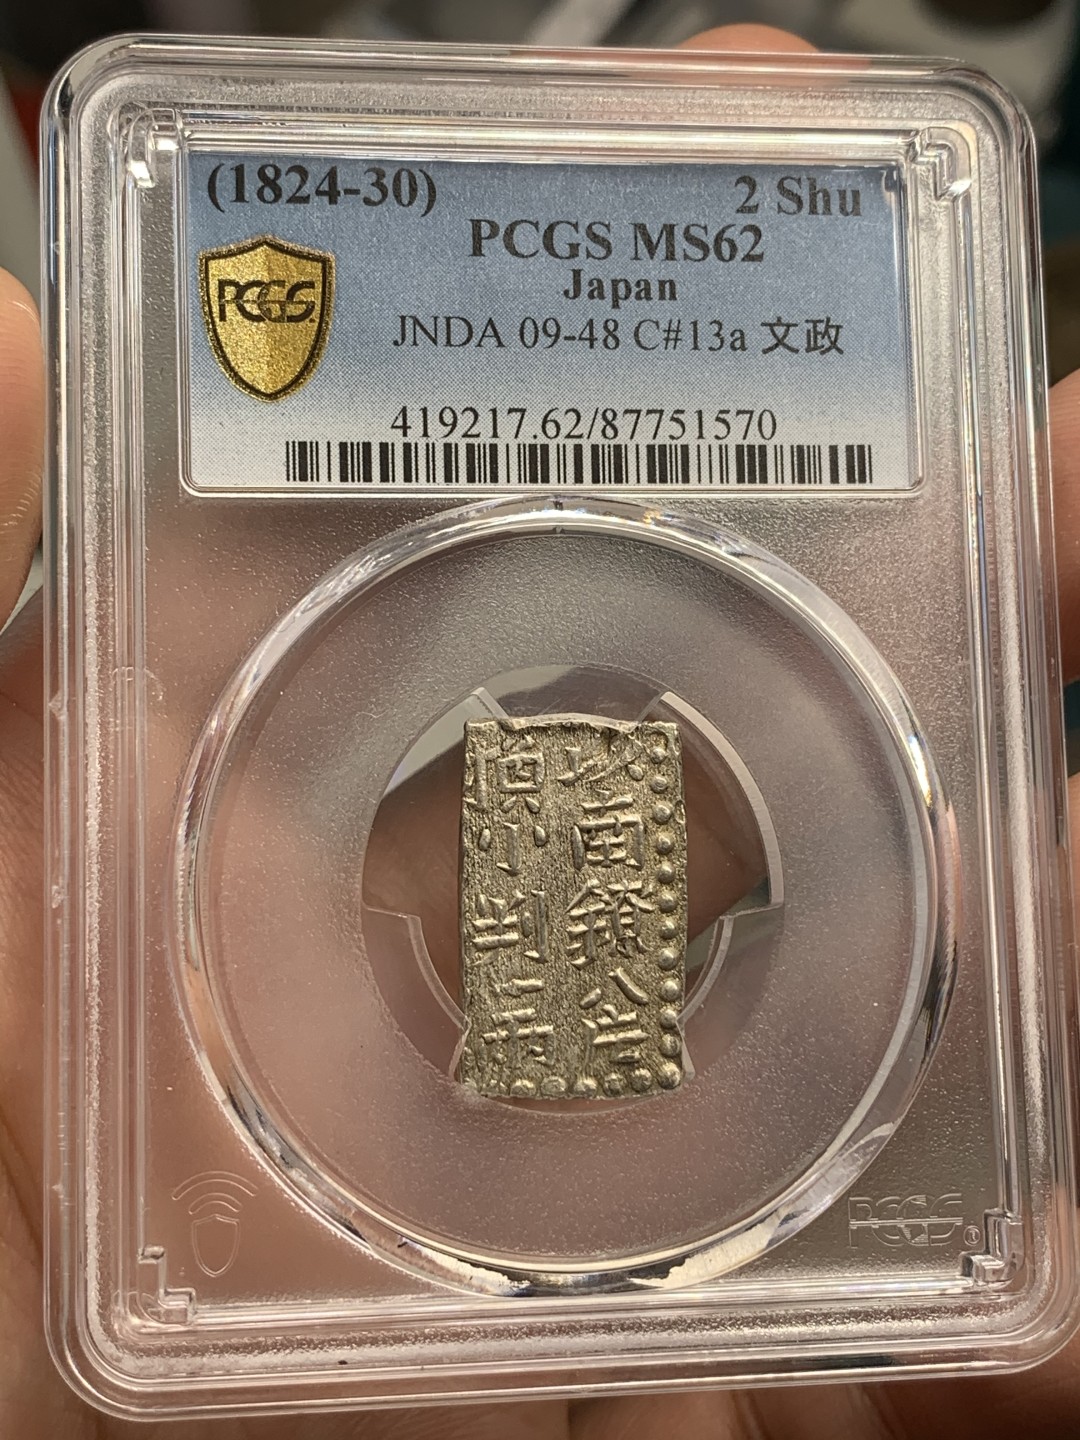 (1824-30) 2 Shu
PCGS MS62
Japan
PCGS
JNDA 09-48 C#13a 文政
419217.62/87751570
以南鐐八片
換小判一兩
PCGS